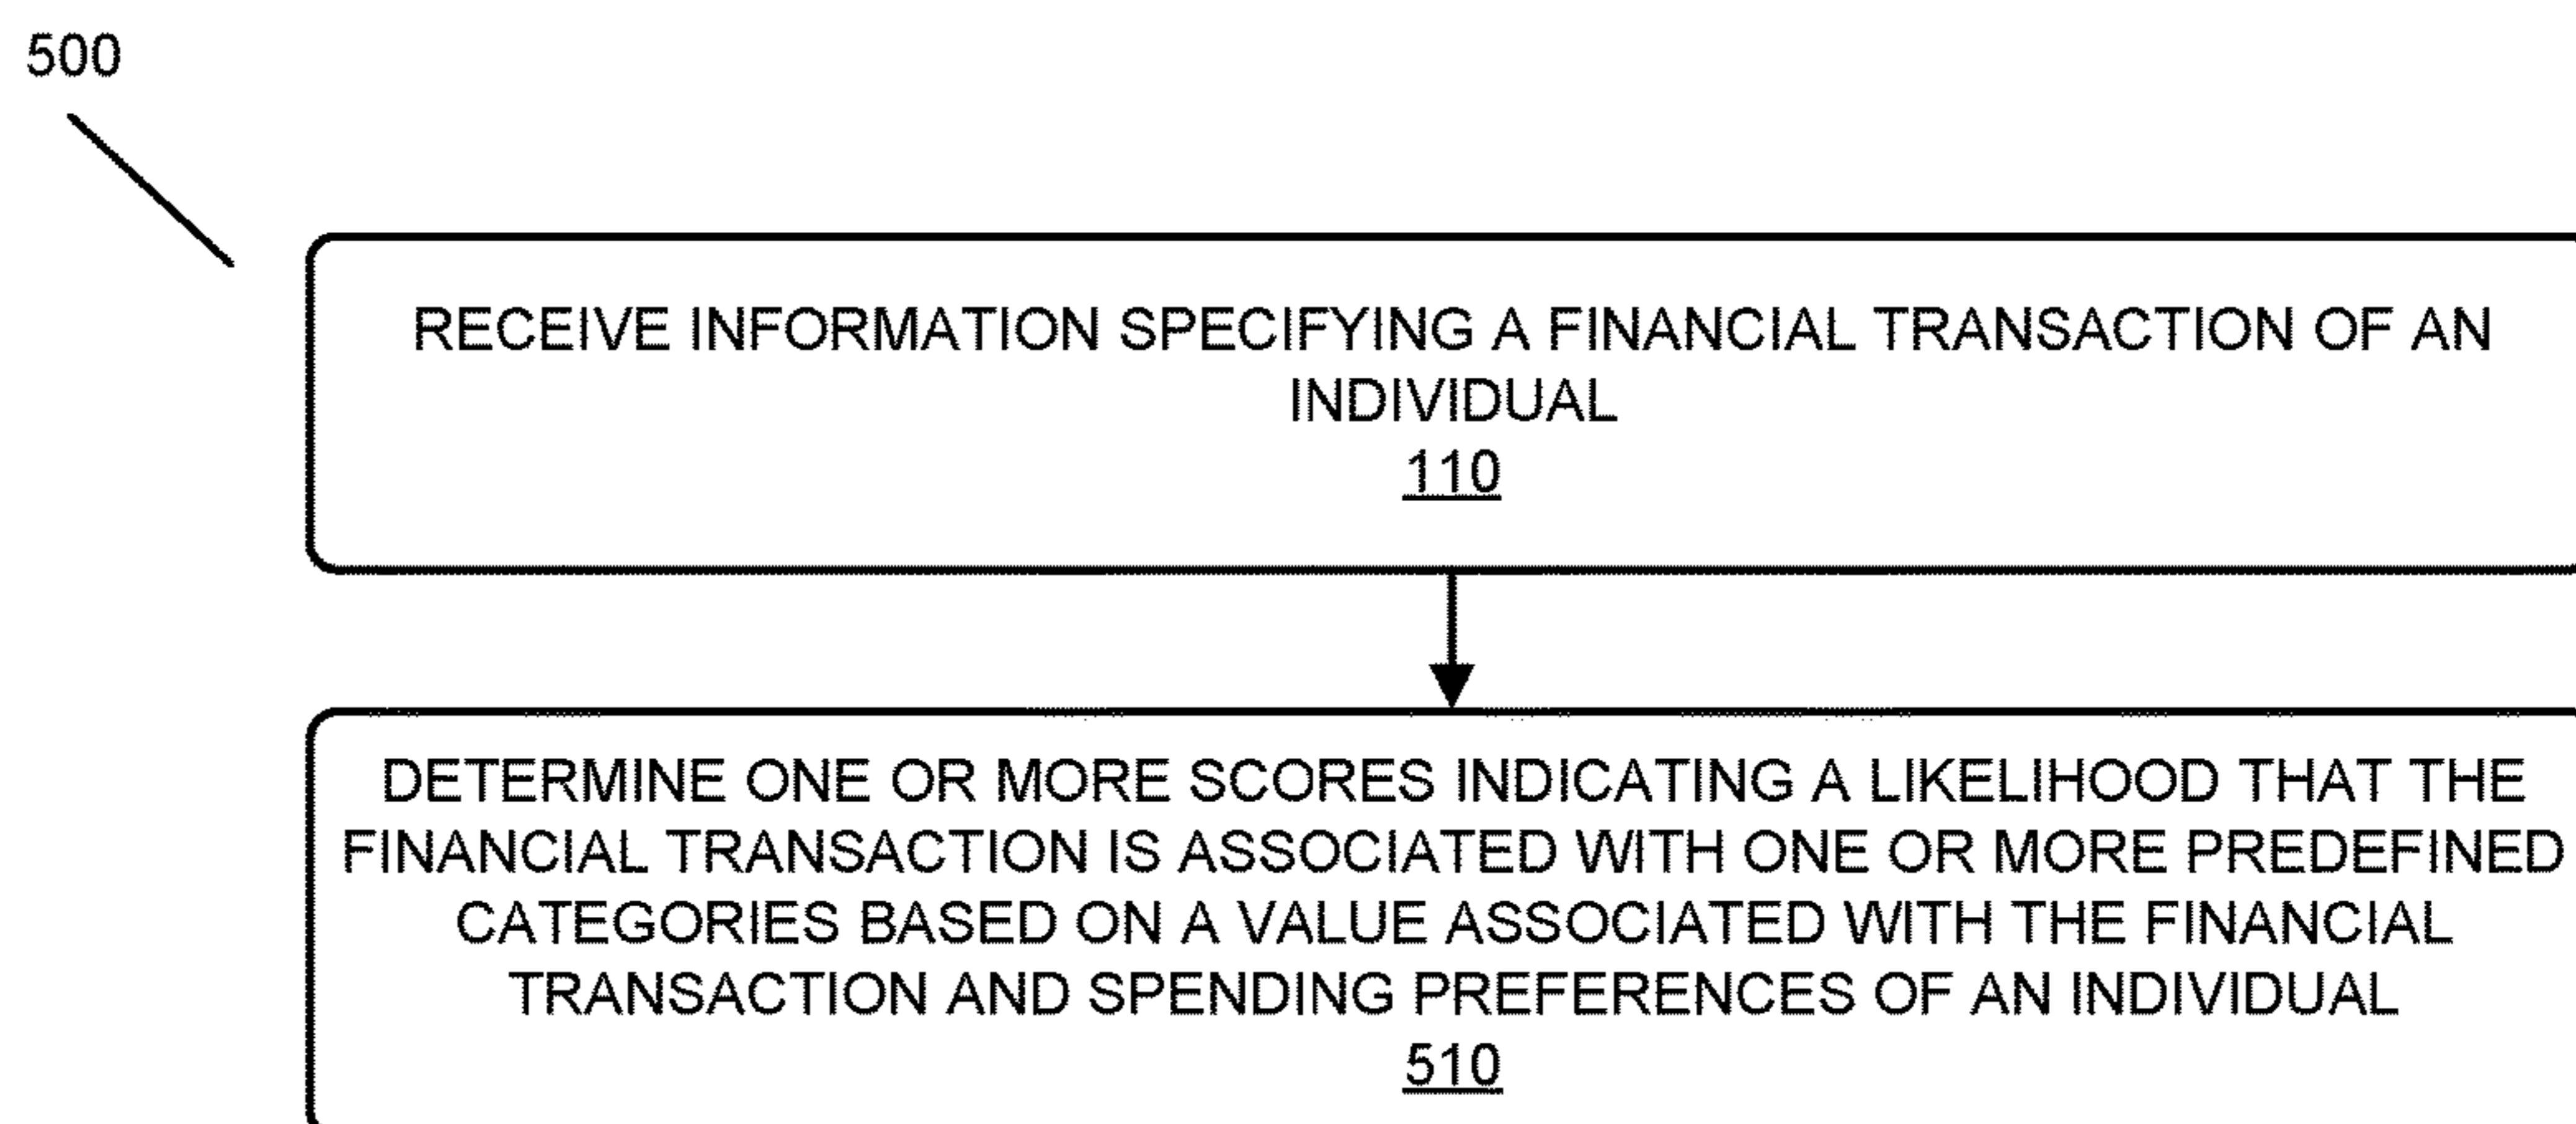 500
RECEIVE INFORMATION SPECIFYING A FINANCIAL TRANSACTION OF AN
INDIVIDUAL
110
DETERMINE ONE OR MORE SCORES INDICATING A LIKELIHOOD THAT THE
FINANCIAL TRANSACTION IS ASSOCIATED WITH ONE OR MORE PREDEFINED
CATEGORIES BASED ON A VALUE ASSOCIATED WITH THE FINANCIAL
TRANSACTION AND SPENDING PREFERENCES OF AN INDIVIDUAL
510